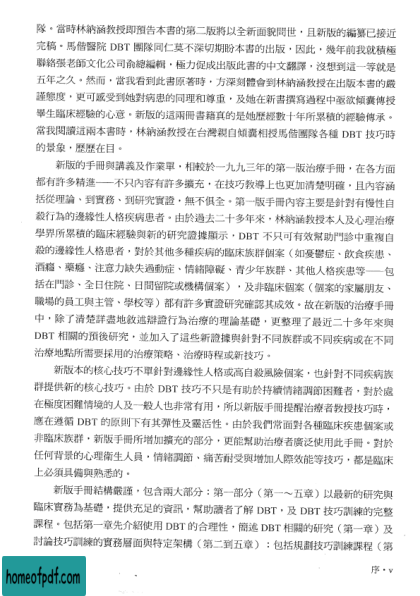 隊。當時林納涵教授即預告本書的第二版將以全新面貌問世，且新版的編纂已接近
完稿。馬偕醫院 DBT 團隊同仁莫不深切期盼本書的出版，因此，幾年前我就積極
聯絡張老師文化公司俞總編輯，極力促成出版此書的中文翻譯，沒想到這一等就是
五年之久。然而，當我看到此書原著時，方深刻體會到林納涵教授在出版本書的嚴
謹態度，更可感受到她對病患的同理和尊重，及她在新書撰寫過程中張欲傾囊傳授
畢生臨床經驗的心意。新版的這兩冊書籍真的是她歷經數十年所累積的經驗傳承。
當我閱讀這兩本書時，林納涵教授在台灣親自傾囊相授馬偕團隊各種 DBT 技巧時
的景象，歷歷在目。
新版的手冊與講義及作業單，相較於一九九三年的第一版治療手冊，在各方面
都有許多精進——不只內容有許多擴充，在技巧教導上也更加清楚明確，且內容涵
括從理論、到實務、到研究實證，無不俱全。第一版手冊內容主要是針對有慢性自
殺行為的邊緣性人格疾病患者。由於過去二十多年來，林納涵教授本人及心理治療
學界所累積的臨床經驗與新的研究證據顯示，DBT 不只可有效幫助門診中重複自
殺的邊緣性人格患者，對於其他多種疾病的臨床族群個案（如憂鬱症、飲食疾患、
酒癮、藥癮、注意力缺失過動症、情緒障礙、青少年族群、其他人格疾患等——包
括在門診、全日住院、日間留院或機構個案），及非臨床個案（個案的家屬朋友、
職場的員工與主管、學校等）都有許多實證研究確認其成效。故在新版的治療手冊
中，除了清楚詳盡地敘述辯證行為治療的理論基礎，更整理了最近二十多年來與
DBT 相關的預後研究，並加入了這些新證據與針對不同族群或不同疾病或在不同
治療地點所需要採用的治療策略、治療時程或新技巧。
新版本的核心技巧不單針對邊緣性人格或高自殺風險個案，也針對不同疾病族
群提供新的核心技巧。由於 DBT 技巧不只是有助於持續情緒調節困難者，對於處
在極度困難情境的人及一般人也非常有用，所以新版手冊提醒治療者教授技巧時，
應在遵循 DBT 的原則下有其彈性及靈活性。由於我們常面對各種臨床疾患個案或
非臨床族群，新版手冊所增加擴充的部分，更能幫助治療者廣泛使用此手冊。對於
任何背景的心理衛生人員，情緒調節、痛苦耐受與增加人際效能等技巧，都是臨床
上必須具備與熟悉的。
新版手冊結構嚴謹，包含兩大部分：第一部分（第一～五章）以最新的研究與
臨床實務為基礎，提供充足的資訊，幫助讀者了解 DBT，及 DBT 技巧訓練的完整
課程。包括第一章先介紹使用 DBT 的合理性，簡述 DBT 相關的研究（第一章）及
討論技巧訓練的實務層面與特定架構（第二到五章）：包括規劃技巧訓練課程（第
序・v
homeofpdf.com